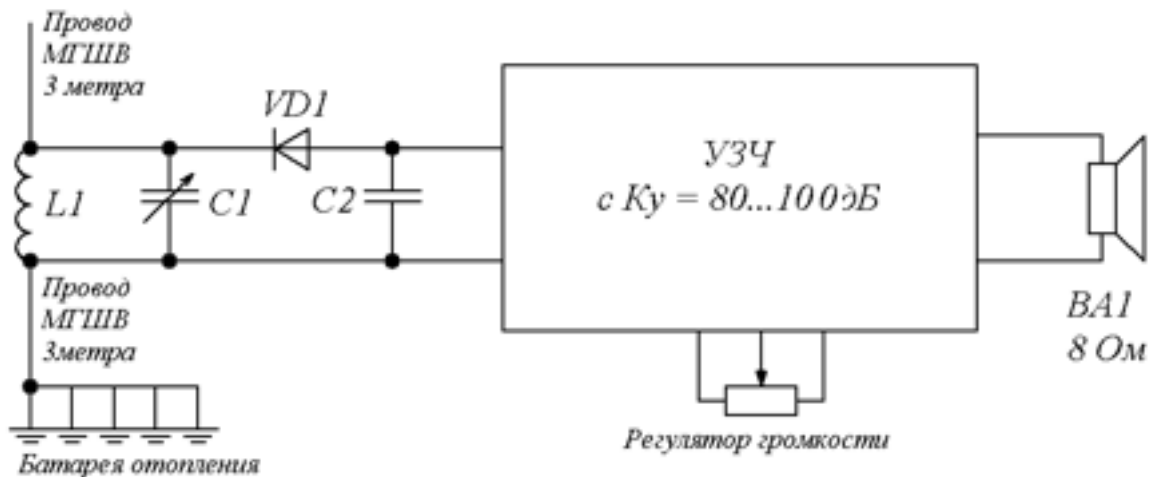 Провод
МГШВ
3 метра
VD1
L1
C1
C2
УЗЧ
с Ку = 80...100дБ
BA1
8 Ом
Провод
МГШВ
3метра
Регулятор громкости
Батарея отопления